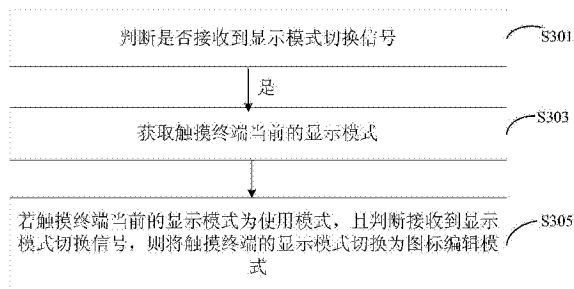 判断是否接收到显示模式切换信号
S301
是
获取触摸终端当前的显示模式
S303
若触摸终端当前的显示模式为使用模式，且判断接收到显示
模式切换信号，则将触摸终端的显示模式切换为图标编辑模
式
S305